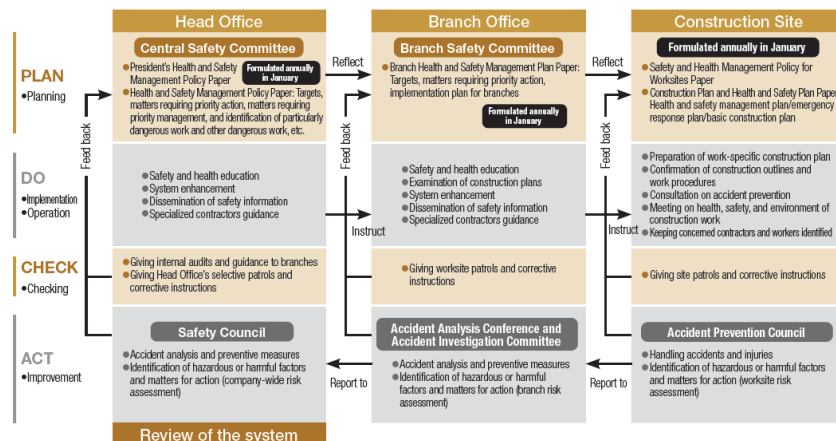 Head Office
Branch Office
Construction Site
PLAN
•Planning
Central Safety Committee
●President's Health and Safety
Management Policy Paper
Formulated annually
in January
●Health and Safety Management Policy Paper: Targets,
matters requiring priority action, matters requiring
priority management, and identification of particularly
dangerous work and other dangerous work, etc.
Reflect
Branch Safety Committee
●Branch Health and Safety Management Plan Paper:
Targets, matters requiring priority action,
implementation plan for branches
Formulated annually
in January
Reflect
Formulated annually in January
●Safety and Health Management Policy for
Worksites Paper
●Construction Plan and Health and Safety Plan Paper
Health and safety management plan/emergency
response plan/basic construction plan
Feed back
Feed back
Feed back
DO
•Implementation
•Operation
●Safety and health education
●System enhancement
●Dissemination of safety information
●Specialized contractors guidance
Instruct
●Safety and health education
●Examination of construction plans
●System enhancement
●Dissemination of safety information
●Specialized contractors guidance
Instruct
●Preparation of work-specific construction plan
●Confirmation of construction outlines and
work procedures
●Consultation on accident prevention
●Meeting on health, safety, and environment of
construction work
●Keeping concerned contractors and workers identified
CHECK
•Checking
●Giving internal audits and guidance to branches
●Giving Head Office's selective patrols and
corrective instructions
●Giving worksite patrols and corrective
instructions
●Giving site patrols and corrective instructions
ACT
•Improvement
Safety Council
●Accident analysis and preventive measures
●Identification of hazardous or harmful factors
and matters for action (company-wide risk
assessment)
Report to
Accident Analysis Conference and
Accident Investigation Committee
●Accident analysis and preventive measures
●Identification of hazardous or harmful
factors and matters for action (branch risk
assessment)
Report to
Accident Prevention Council
●Handling accidents and injuries
●Identification of hazardous or harmful factors
and matters for action (worksite risk
assessment)
Review of the system